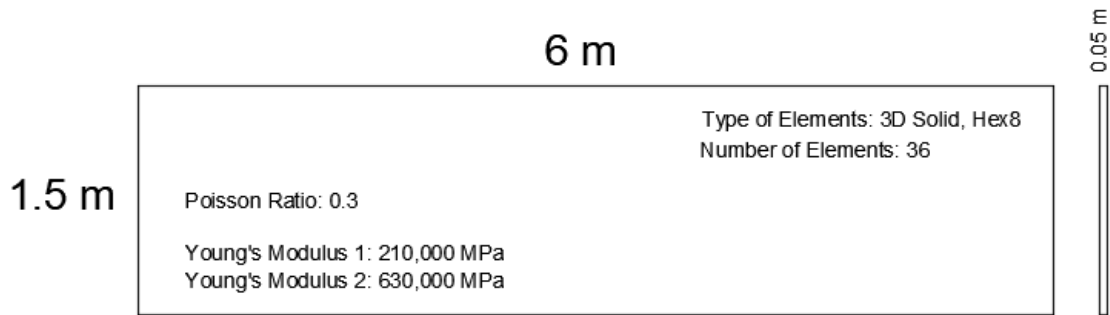 6 m
0.05 m
Type of Elements: 3D Solid, Hex8
Number of Elements: 36
1.5 m
Poisson Ratio: 0.3
Young's Modulus 1: 210,000 MPa
Young's Modulus 2: 630,000 MPa